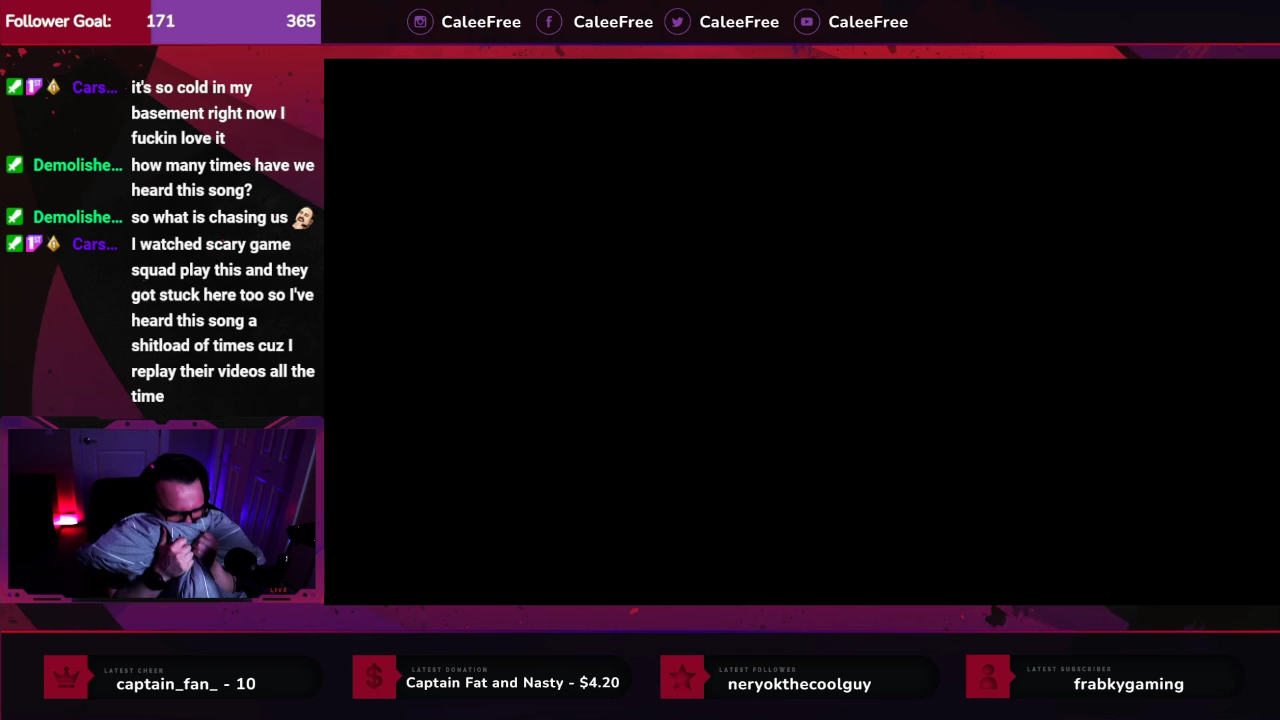 Follower Goal: 171 365
CaleeFree CaleeFree CaleeFree CaleeFree
Cars... it's so cold in my
basement right now I
fuckin love it
Demolishe... how many times have we
heard this song?
Demolishe... so what is chasing us
Cars... I watched scary game
squad play this and they
got stuck here too so I've
heard this song a
shitload of times cuz I
replay their videos all the
time
LIVE
LATEST CHEER
captain_fan_ - 10
LATEST DONATION
Captain Fat and Nasty - $4.20
LATEST FOLLOWER
neryokthecoolguy
LATEST SUBSCRIBER
frabkygaming